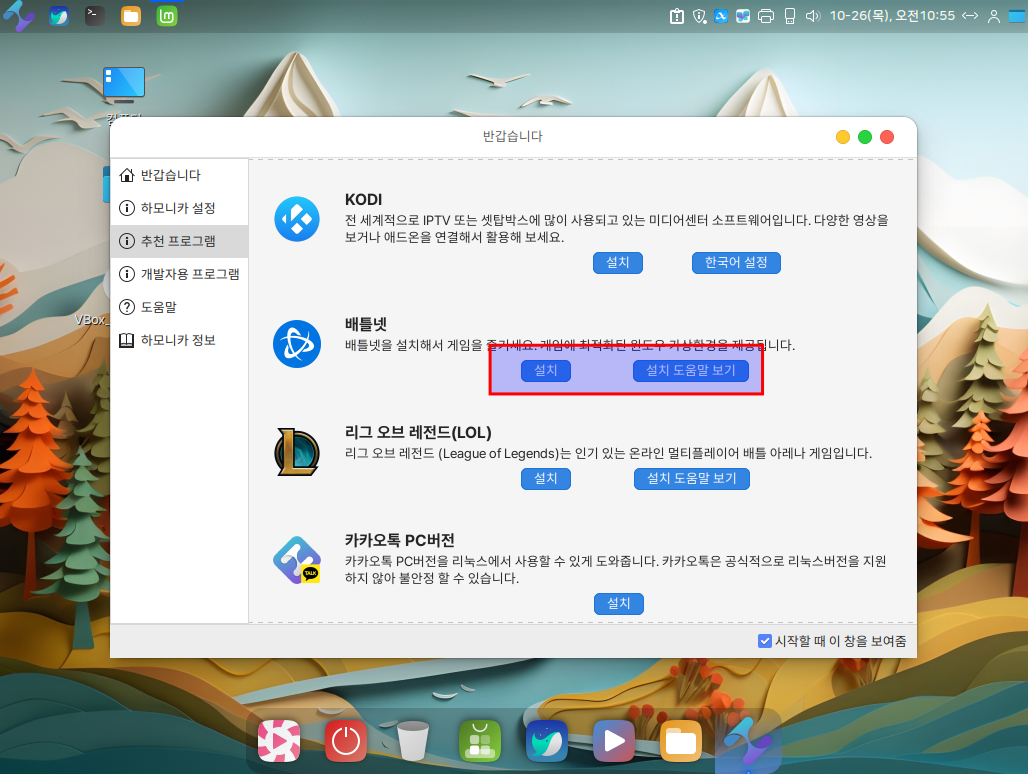 10-26(목), 오전10:55
반갑습니다
반갑습니다
하모니카 설정
추천 프로그램
개발자용 프로그램
도움말
하모니카 정보
KODI
전 세계적으로 IPTV 또는 셋탑박스에 많이 사용되고 있는 미디어센터 소프트웨어입니다. 다양한 영상을
보거나 애드온을 연결해서 활용해 보세요.
설치
한국어 설정
배틀넷
배틀넷을 설치해서 게임을 즐기세요. 게임에 최적화된 윈도우 가상환경을 제공됩니다.
설치
설치 도움말 보기
리그 오브 레전드(LOL)
리그 오브 레전드 (League of Legends)는 인기 있는 온라인 멀티플레이어 배틀 아레나 게임입니다.
설치
설치 도움말 보기
카카오톡 PC버전
카카오톡 PC버전을 리눅스에서 사용할 수 있게 도와줍니다. 카카오톡은 공식적으로 리눅스버전을 지원
하지 않아 불안정 할 수 있습니다.
TALK
설치
시작할 때 이 창을 보여줌
VBox_